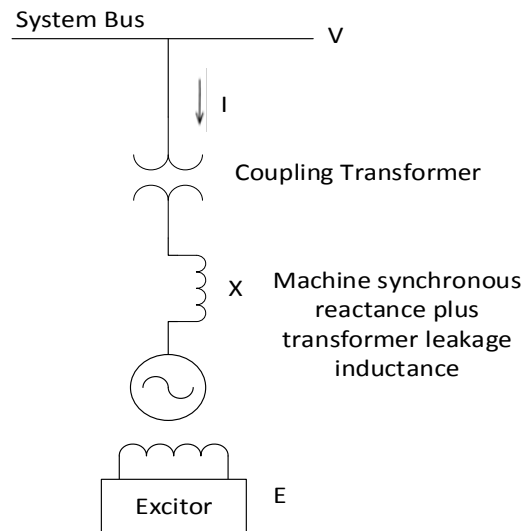 System Bus
V
I
Coupling Transformer
X
Machine synchronous
reactance plus
transformer leakage
inductance
Excitor
E